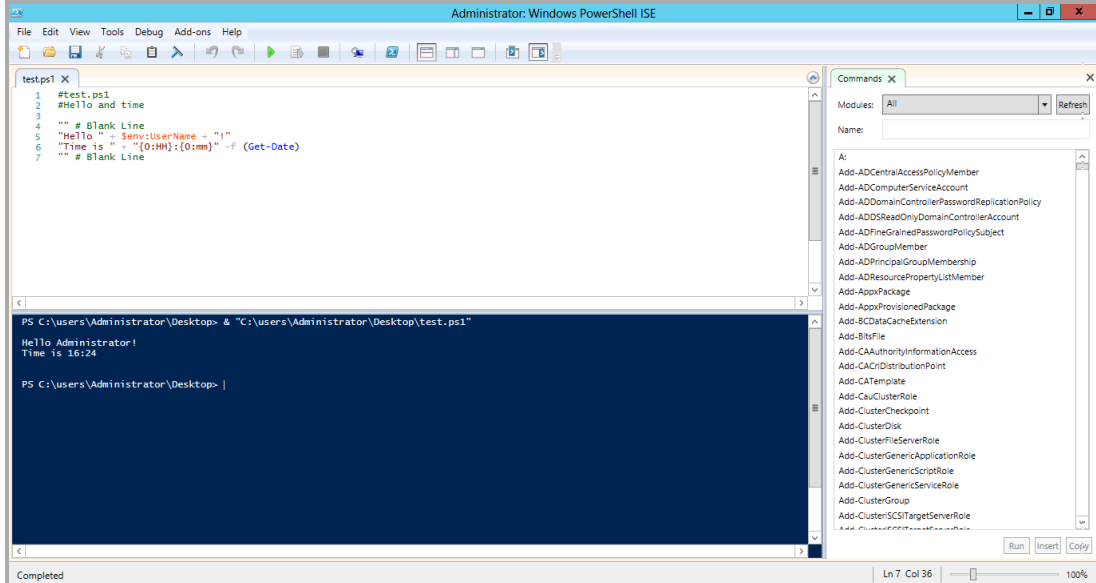 Administrator: Windows PowerShell ISE
File Edit View Tools Debug Add-ons Help
test.ps1
1 #test.ps1
2 #Hello and time
3
4 "" # Blank Line
5 "Hello " + $env:UserName + "!"
6 "Time is " + "{0:HH}:{0:mm}" -f (Get-Date)
7 "" # Blank Line
PS C:\users\Administrator\Desktop> & "C:\users\Administrator\Desktop\test.ps1"
Hello Administrator!
Time is 16:24
PS C:\users\Administrator\Desktop>
Commands
Modules: All Refresh
Name:
A:
Add-ADCentralAccessPolicyMember
Add-ADComputerServiceAccount
Add-ADDomainControllerPasswordReplicationPolicy
Add-ADDSReadOnlyDomainControllerAccount
Add-ADFineGrainedPasswordPolicySubject
Add-ADGroupMember
Add-ADPrincipalGroupMembership
Add-ADResourcePropertyListMember
Add-AppxPackage
Add-AppxProvisionedPackage
Add-BCDataCacheExtension
Add-BitsFile
Add-CAAuthorityInformationAccess
Add-CACrlDistributionPoint
Add-CATemplate
Add-CauClusterRole
Add-ClusterCheckpoint
Add-ClusterDisk
Add-ClusterFileServerRole
Add-ClusterGenericApplicationRole
Add-ClusterGenericScriptRole
Add-ClusterGenericServiceRole
Add-ClusterGroup
Add-ClusteriSCSITargetServerRole
Run Insert Copy
Completed
Ln 7 Col 36 100%